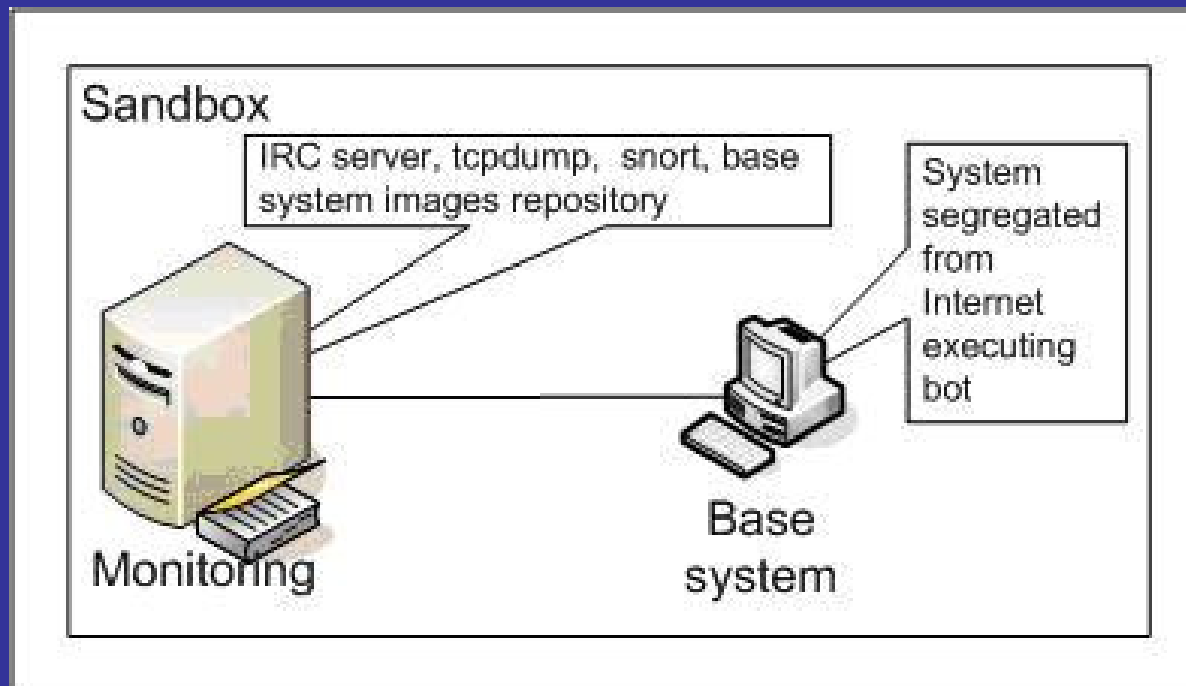 Sandbox
IRC server, tcpdump, snort, base
system images repository
System
segregated
from
Internet
executing
bot
Monitoring
Base
system